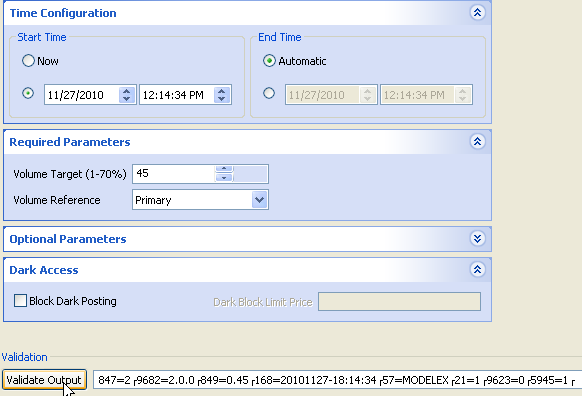 Time Configuration
Start Time
End Time
Now
Automatic
11/27/2010 12:14:34 PM
11/27/2010 12:14:34 PM
Required Parameters
Volume Target (1-70%) 45
Volume Reference Primary
Optional Parameters
Dark Access
Block Dark Posting Dark Block Limit Price
Validation
Validate Output 847=2┌9682=2.0.0┌849=0.45┌168=20101127-18:14:34┌57=MODELEX┌21=1┌9623=0┌5945=1┌